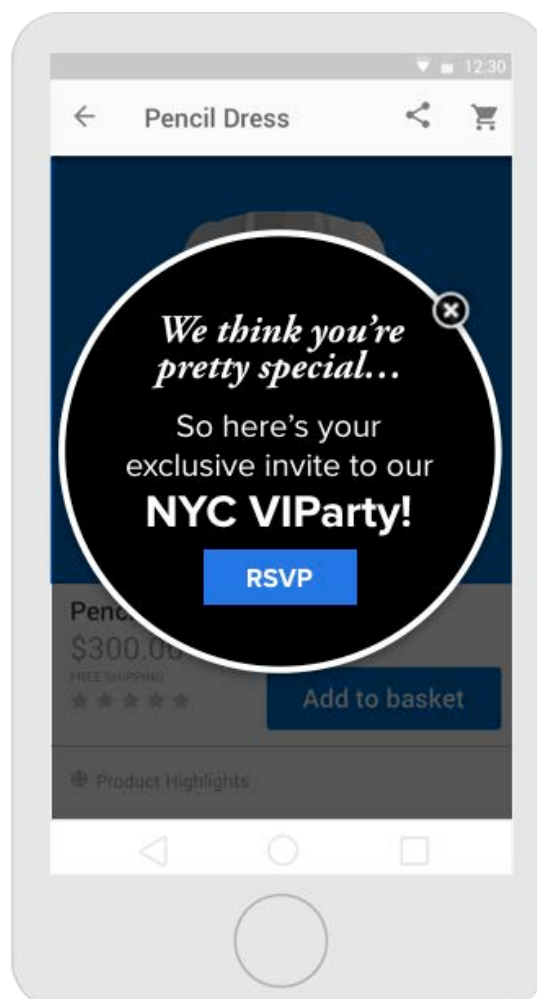 12:30
Pencil Dress
We think you're
pretty special...
So here's your
exclusive invite to our
NYC VIParty!
RSVP
Penc
$300.00
FREE SHIPPING
Add to basket
Product Highlights